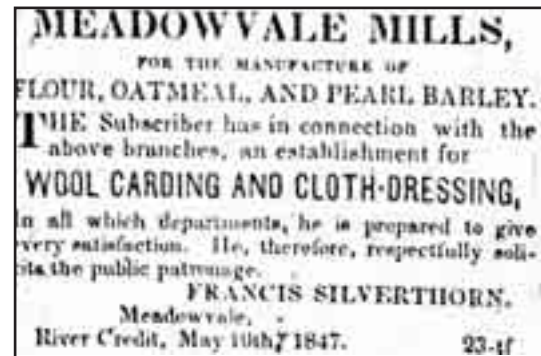 MEADOWVALE MILLS,
FOR THE MANUFACTURE OF
FLOUR, OATMEAL, AND PEARL BARLEY.
THE Subscriber has in connection with the
above branches, an establishment for
WOOL CARDING AND CLOTH-DRESSING,
In all which departments, he is prepared to give
every satisfaction. He, therefore, respectfully soli-
cits the public patronage.
FRANCIS SILVERTHORN.
Meadowvale,
River Credit, May 10th, 1847. 23-tf